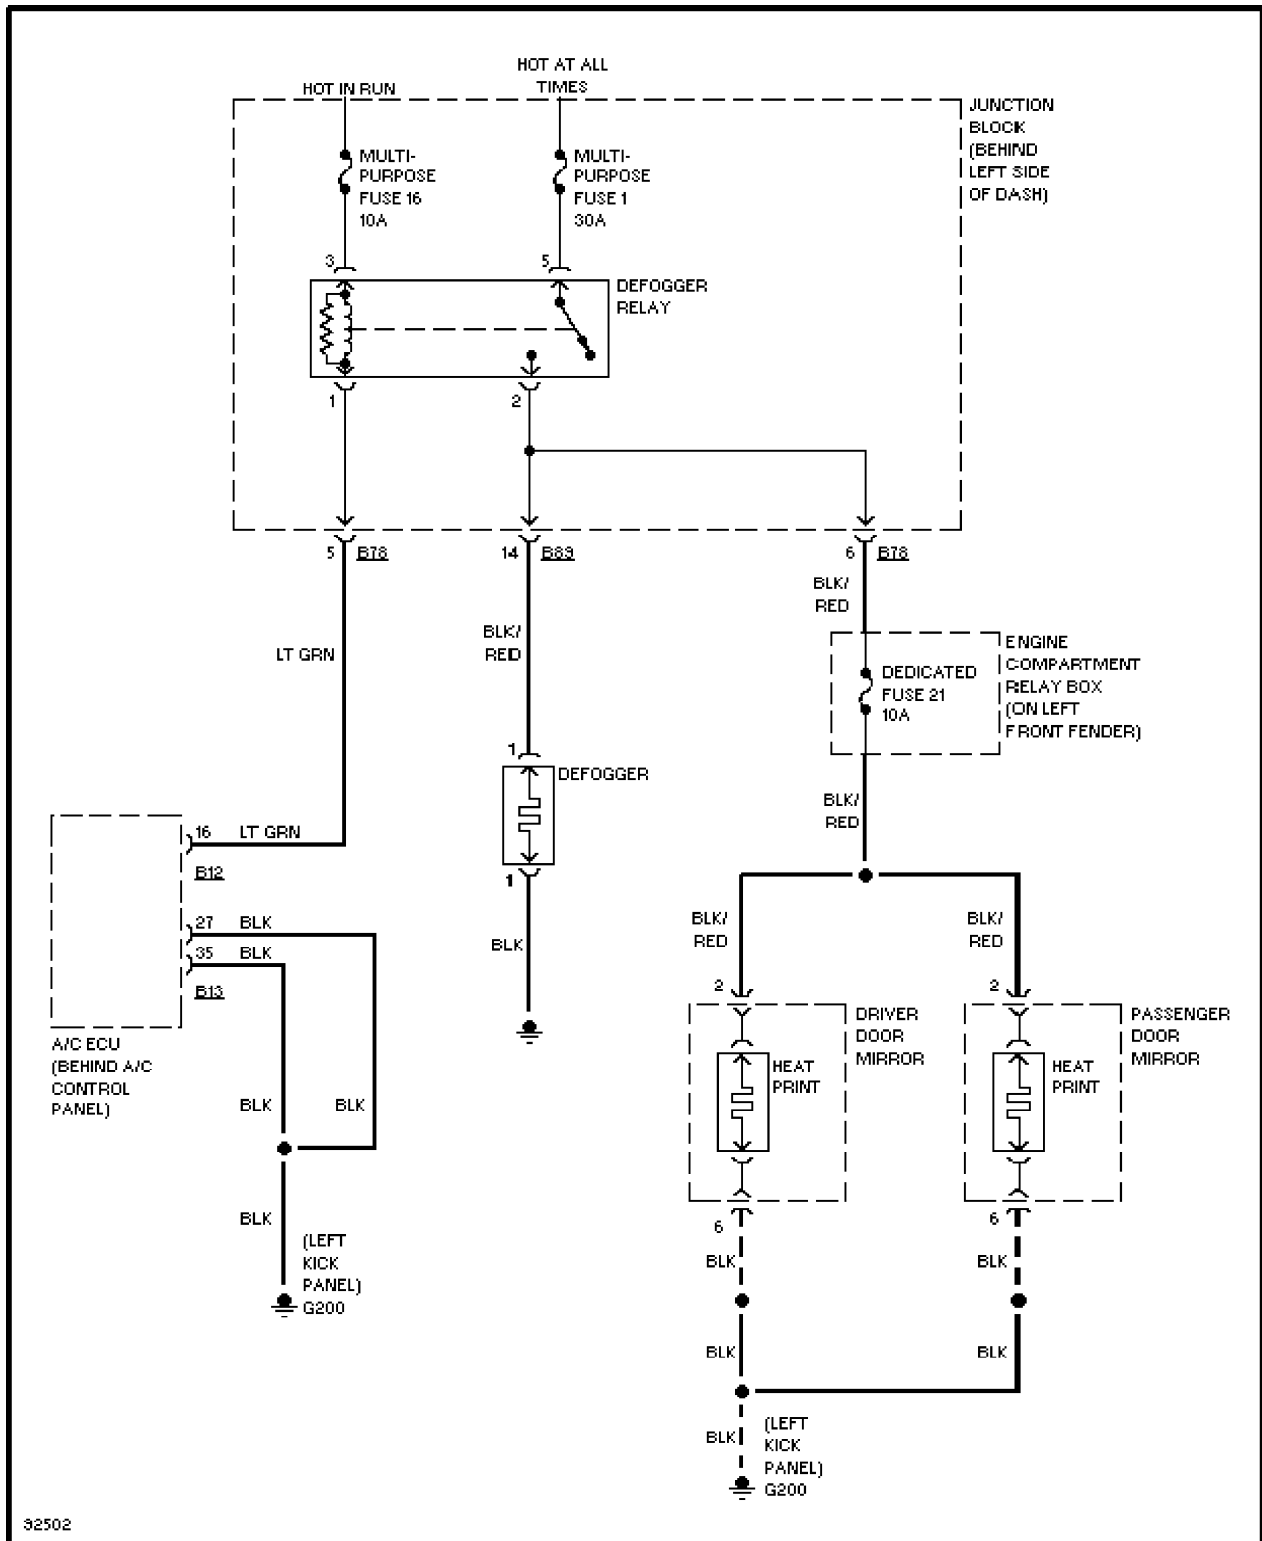 HOT AT ALL
TIMES
HOT IN RUN
JUNCTION
BLOCK
(BEHIND
LEFT SIDE
OF DASH)
MULTI-
PURPOSE
FUSE 16
10A
MULTI-
PURPOSE
FUSE 1
30A
3
5
DEFOGGER
RELAY
1
2
5
B78
14
B89
6
B78
BLK/
RED
BLK/
RED
LT GRN
ENGINE
COMPARTMENT
RELAY BOX
(ON LEFT
FRONT FENDER)
DEDICATED
FUSE 21
10A
1
DEFOGGER
BLK/
RED
16
LT GRN
B12
1
27
BLK
35
BLK
B13
BLK
BLK/
RED
BLK/
RED
2
2
A/C ECU
(BEHIND A/C
CONTROL
PANEL)
DRIVER
DOOR
MIRROR
HEAT
PRINT
PASSENGER
DOOR
MIRROR
HEAT
PRINT
BLK
BLK
BLK
(LEFT
KICK
PANEL)
G200
6
6
BLK
BLK
BLK
BLK
BLK
(LEFT
KICK
PANEL)
G200
92502